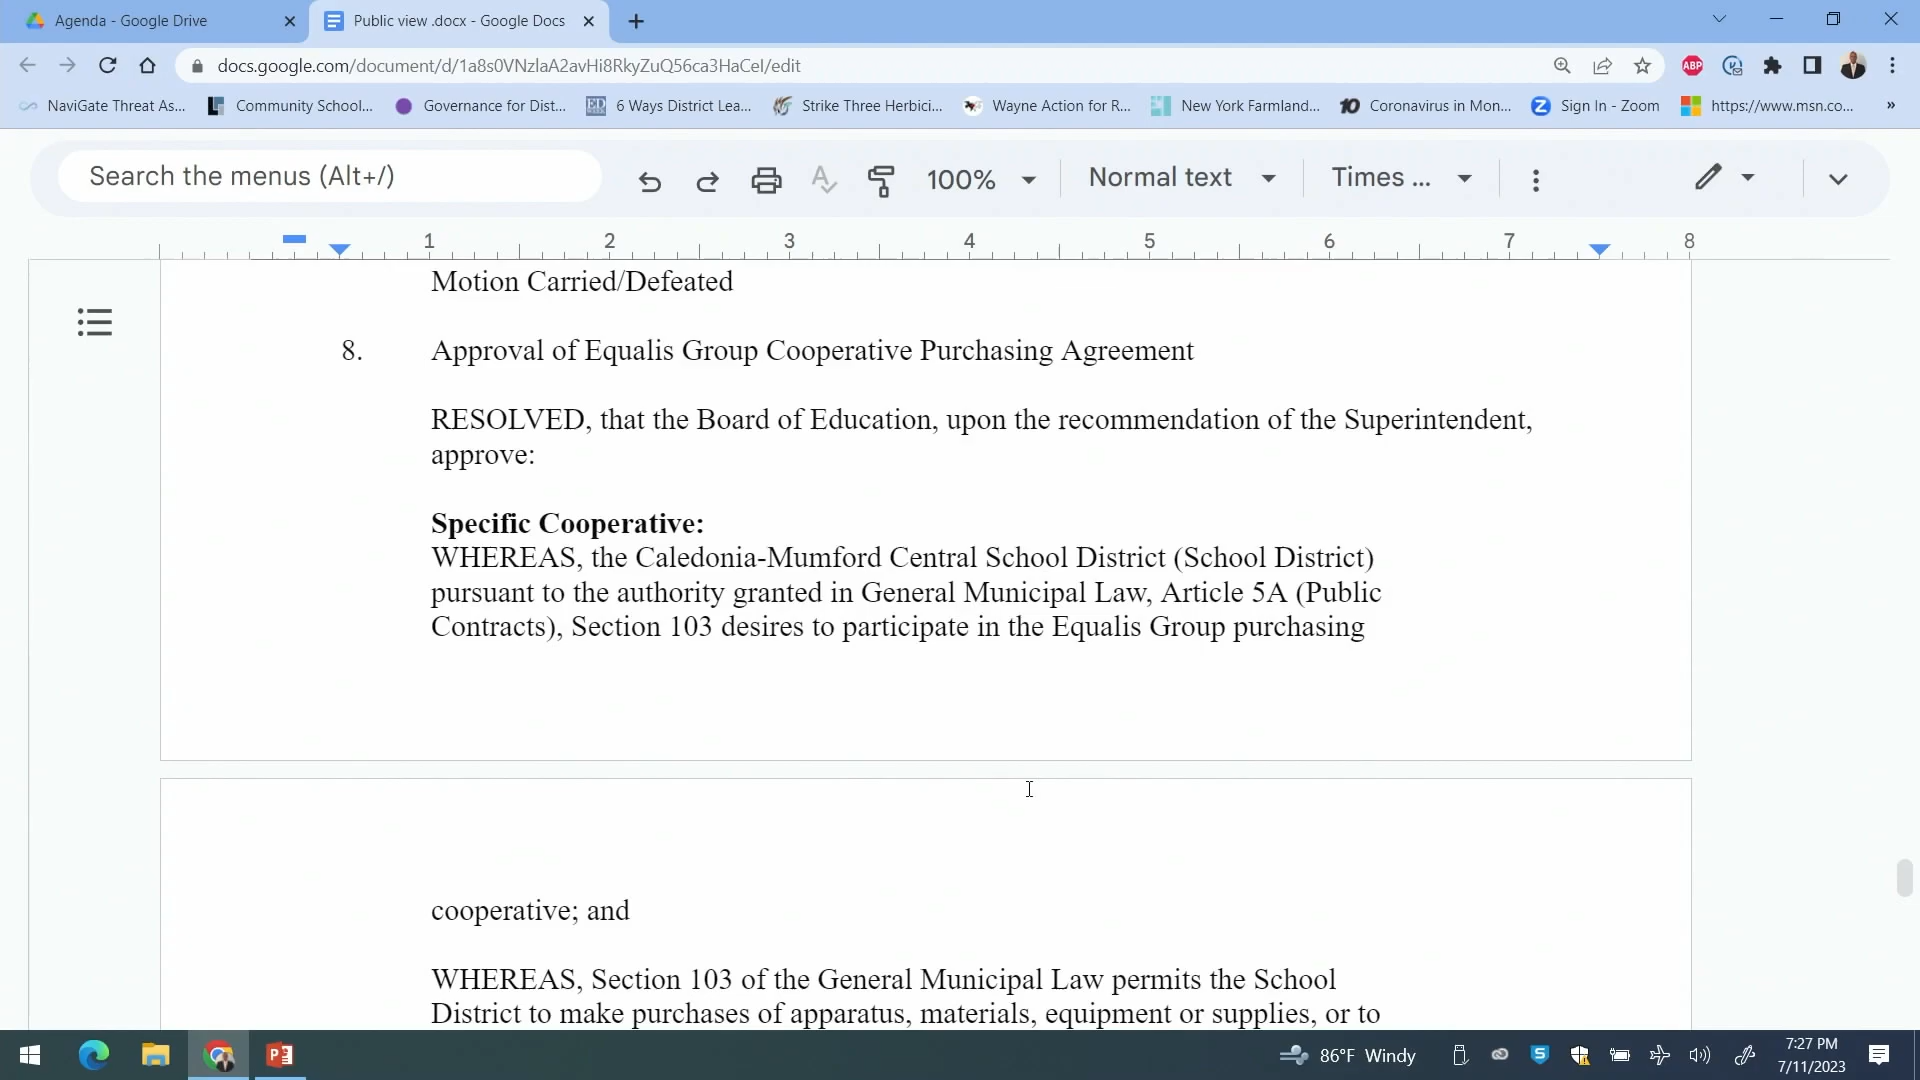 Agenda - Google Drive
Public view .docx - Google Docs
docs.google.com/document/d/1a8s0VNzlaA2avHi8RkyZuQ56ca3HaCeI/edit
ABP
NaviGate Threat As...
Community School...
Governance for Dist...
6 Ways District Lea...
Strike Three Herbici...
Wayne Action for R...
New York Farmland...
Coronavirus in Mon...
Sign In - Zoom
https://www.msn.co...
»
Search the menus (Alt+/)
100%
Normal text
Times ...
1 2 3 4 5 6 7 8
Motion Carried/Defeated
8. Approval of Equalis Group Cooperative Purchasing Agreement
RESOLVED, that the Board of Education, upon the recommendation of the Superintendent,
approve:
Specific Cooperative:
WHEREAS, the Caledonia-Mumford Central School District (School District)
pursuant to the authority granted in General Municipal Law, Article 5A (Public
Contracts), Section 103 desires to participate in the Equalis Group purchasing
cooperative; and
WHEREAS, Section 103 of the General Municipal Law permits the School
District to make purchases of apparatus, materials, equipment or supplies, or to
86°F Windy
7:27 PM
7/11/2023